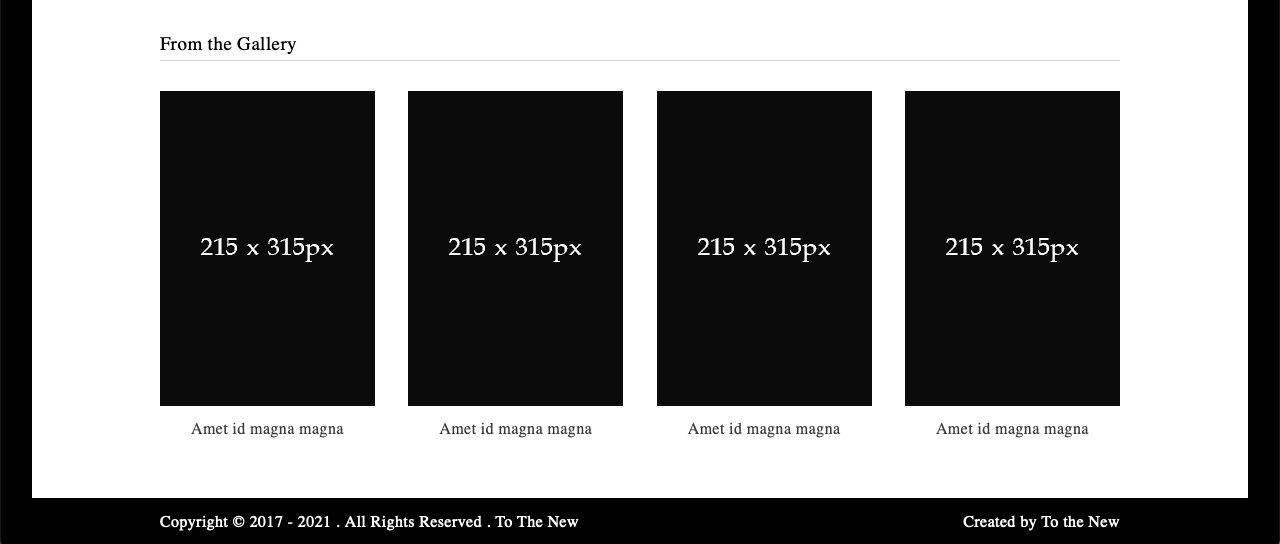 From the Gallery
215 x 315px
215 x 315px
215 x 315px
215 x 315px
Amet id magna magna
Amet id magna magna
Amet id magna magna
Amet id magna magna
Copyright © 2017 - 2021 . All Rights Reserved . To The New
Created by To the New